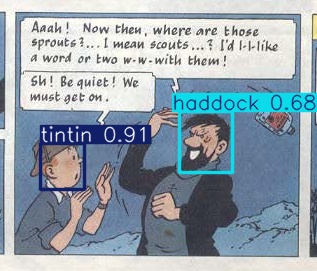 Aaah! Now then, where are those
sprouts?... I mean scouts...? I'd l-l-like
a word or two w-w-with them!
Sh! Be quiet! We
must get on.
haddock 0.68
tintin 0.91